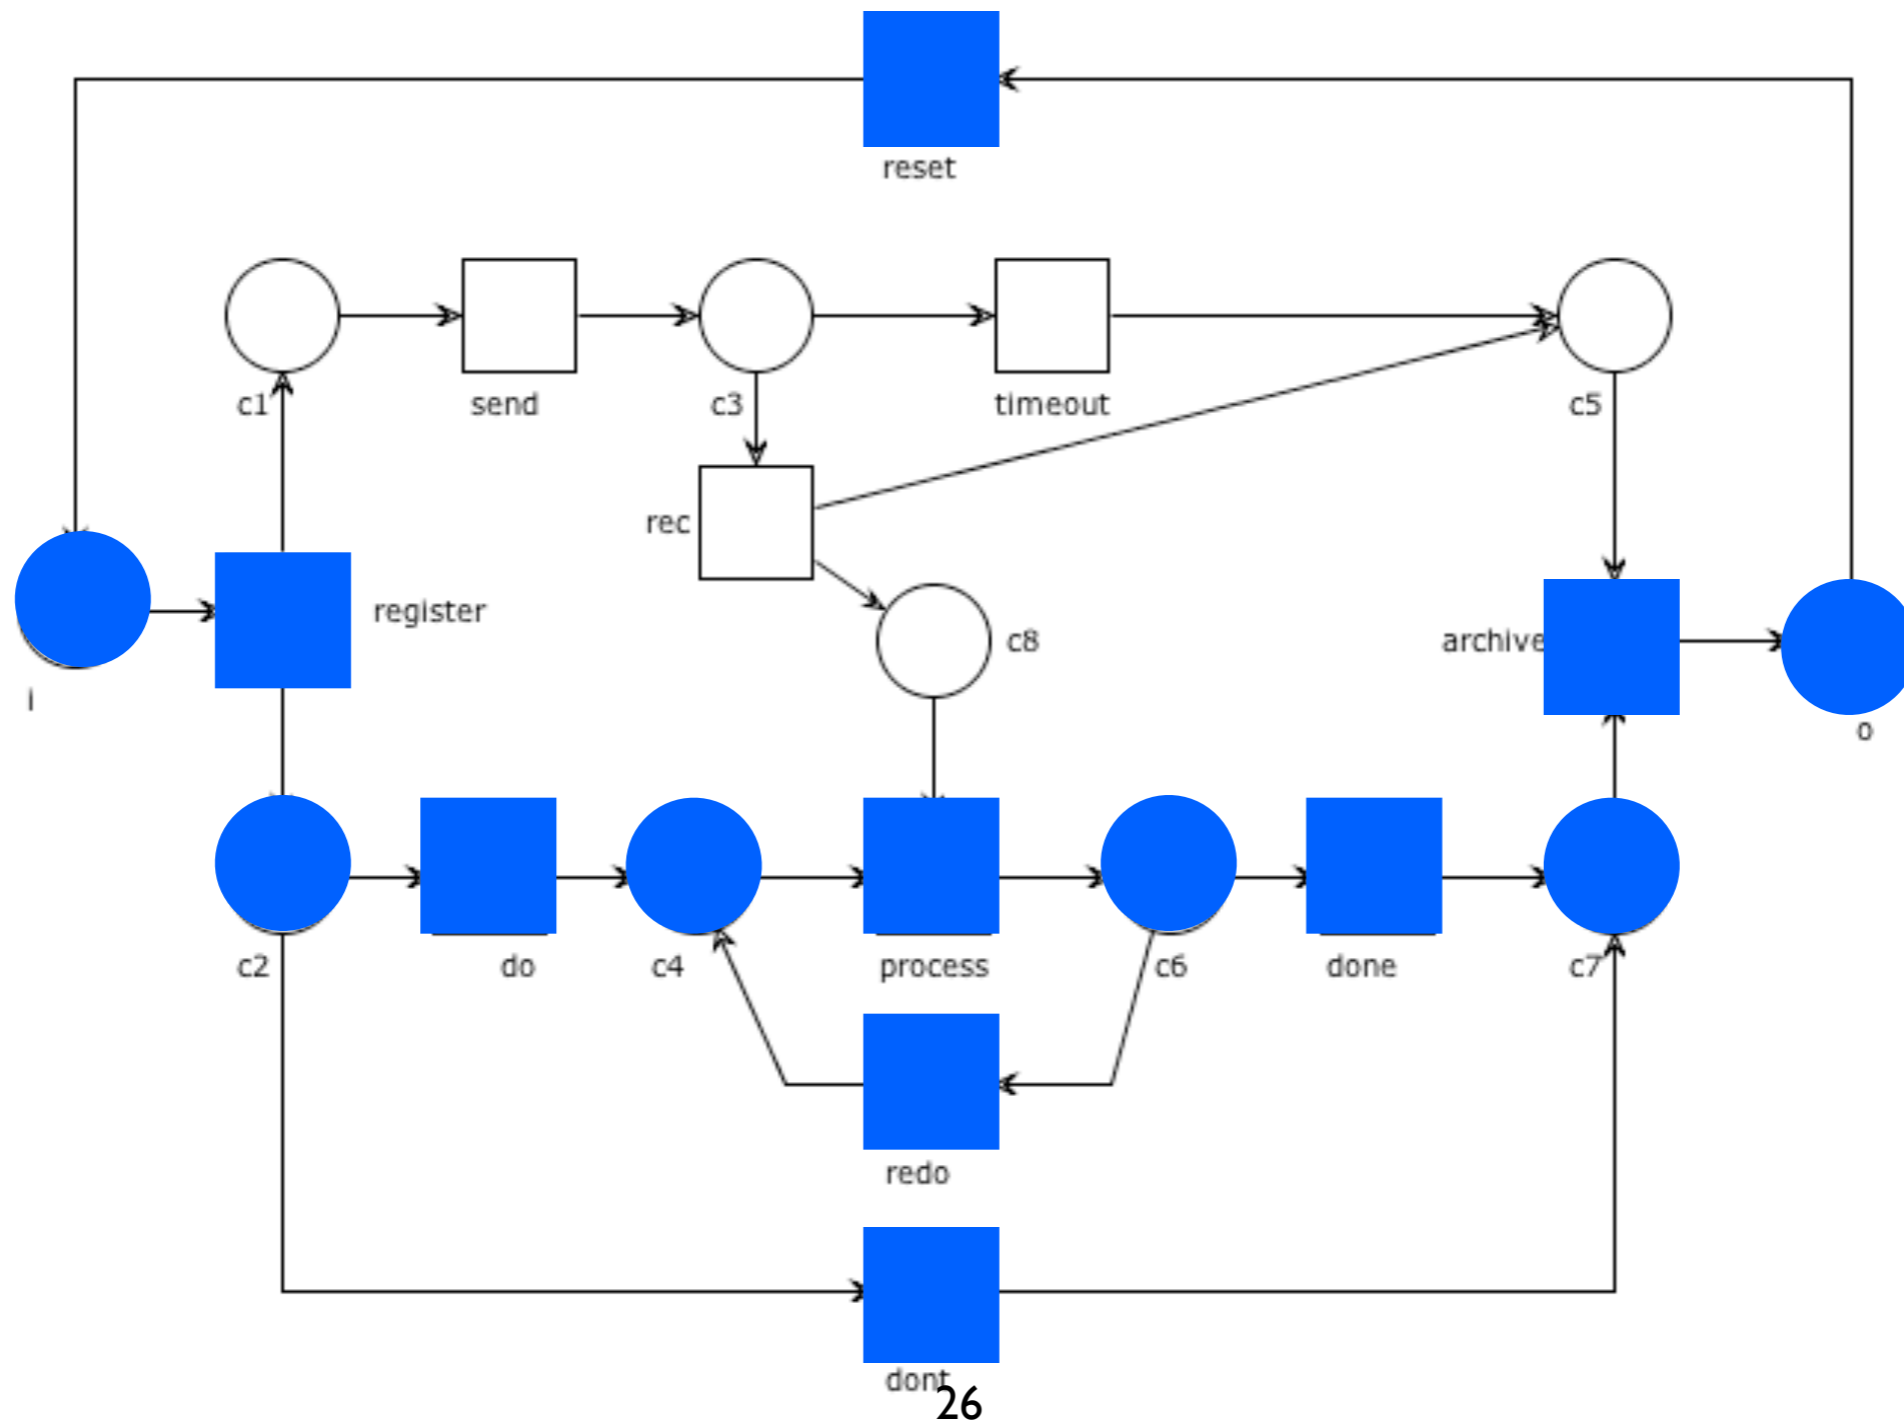 reset
c1
send
c3
timeout
c5
rec
register
c8
archive
i
o
c2
do
c4
process
c6
done
c7
redo
dont
26